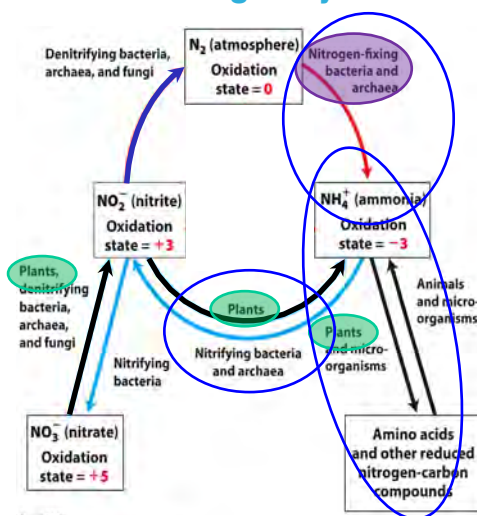 N₂ (atmosphere)
Oxidation
state = 0
Denitrifying bacteria,
archaea, and fungi
Nitrogen-fixing
bacteria and
archaea
NO₂⁻ (nitrite)
Oxidation
state = +3
NH₄⁺ (ammonia)
Oxidation
state = −3
Plants,
denitrifying
bacteria,
archaea,
and fungi
Plants
Nitrifying bacteria
and archaea
Plants
and micro-
organisms
Animals
and micro-
organisms
Nitrifying
bacteria
NO₃⁻ (nitrate)
Oxidation
state = +5
Amino acids
and other reduced
nitrogen-carbon
compounds